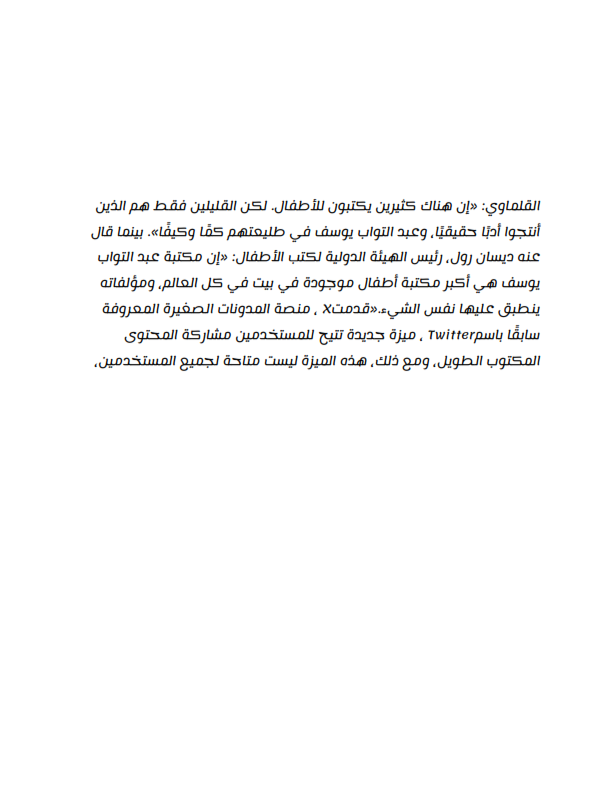 القلماوي: «إن هناك كثيرين يكتبون للأطفال. لكن القليلين فقط هم الذين
أنتجوا أدبًا حقيقيًا، وعبد التواب يوسف في طليعتهم كمًا وكيفًا». بينما قال
عنه ديسان رول، رئيس الهيئة الدولية لكتب الأطفال: «إن مكتبة عبد التواب
يوسف هي أكبر مكتبة أطفال موجودة في بيت في كل العالم، ومؤلفاته
ينطبق عليها نفس الشيء.«قدمتX ، منصة المدونات الصغيرة المعروفة
سابقًا باسمTwitter ، ميزة جديدة تتيح للمستخدمين مشاركة المحتوى
المكتوب الطويل، ومع ذلك، هذه الميزة ليست متاحة لجميع المستخدمين،